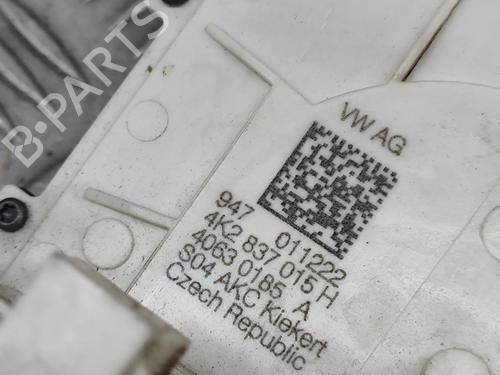 B-PARTS
VW AG
947 011222
4K2 837 015 H
4063 0185 A
S04 AKC Kiekert
Czech Republic